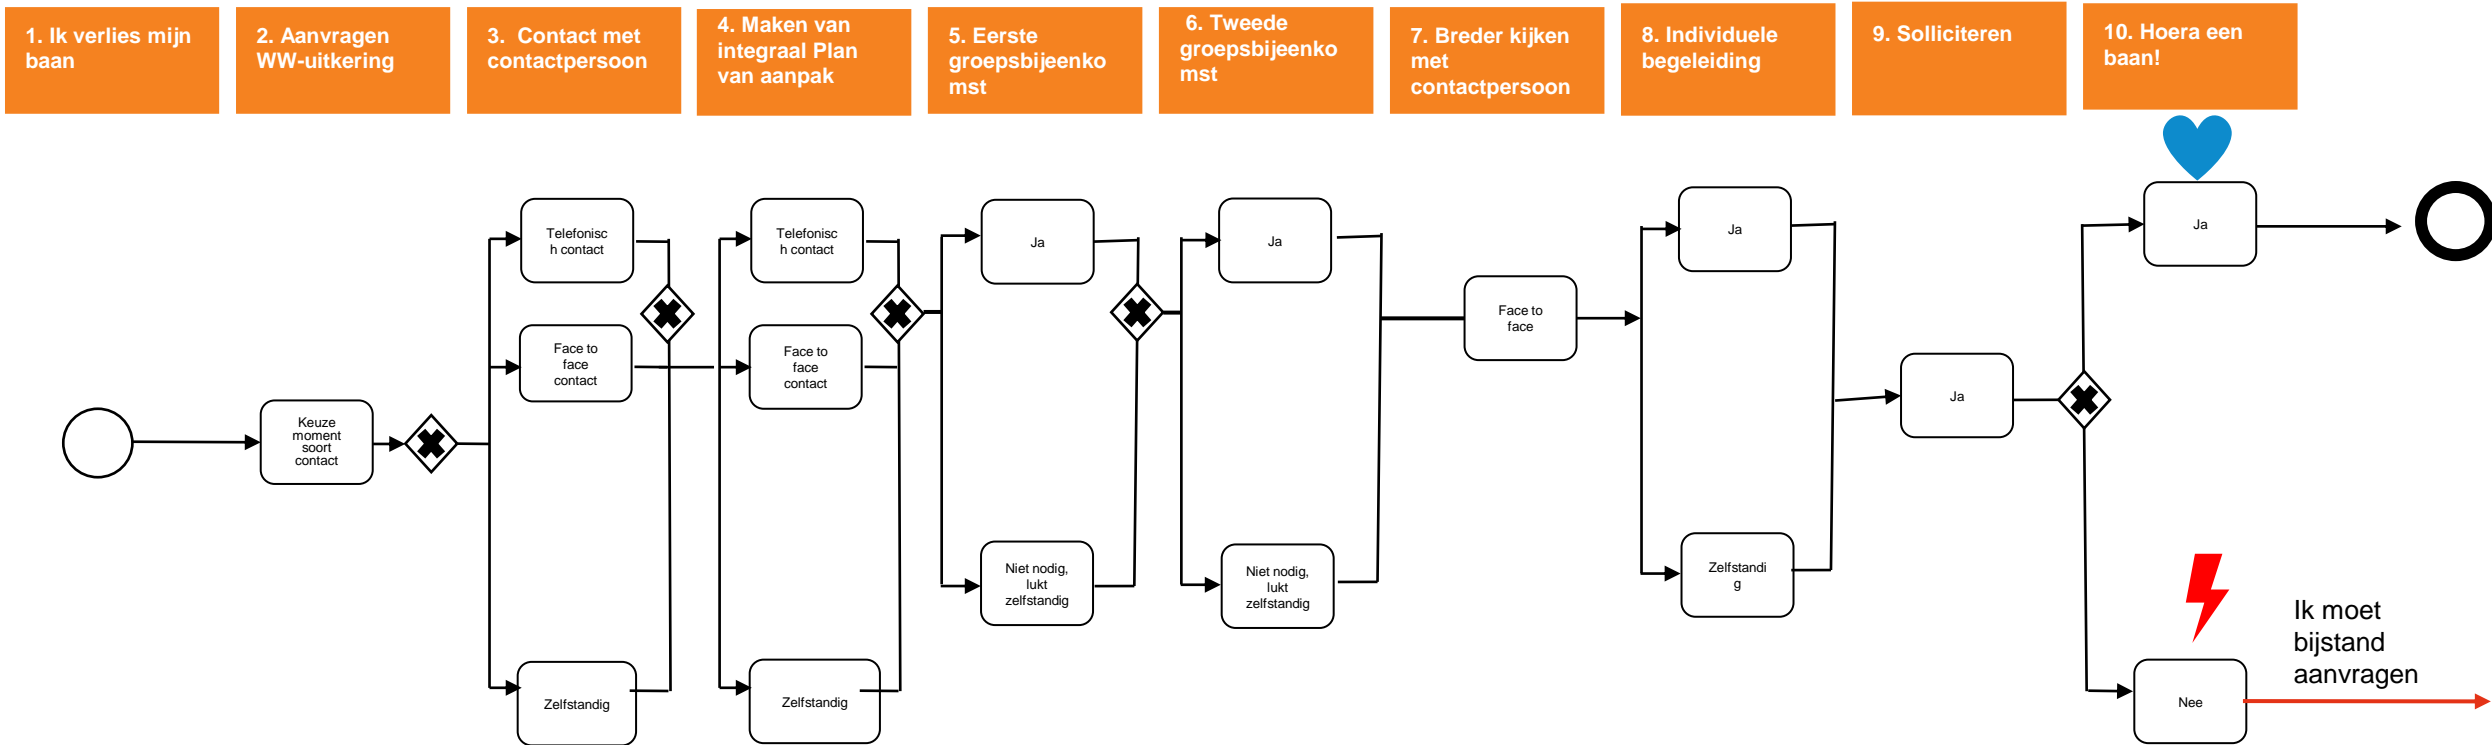 1. Ik verlies mijn
baan
2. Aanvragen
WW-uitkering
3. Contact met
contactpersoon
4. Maken van
integraal Plan
van aanpak
5. Eerste
groepsbijeenko
mst
6. Tweede
groepsbijeenko
mst
7. Breder kijken
met
contactpersoon
8. Individuele
begeleiding
9. Solliciteren
10. Hoera een
baan!
Keuze
moment
soort
contact
Telefonisc
h contact
Face to
face
contact
Zelfstandig
Telefonisc
h contact
Face to
face
contact
Zelfstandig
Ja
Niet nodig,
lukt
zelfstandig
Ja
Niet nodig,
lukt
zelfstandig
Face to
face
Ja
Zelfstandi
g
Ja
Ja
Nee
Ik moet
bijstand
aanvragen